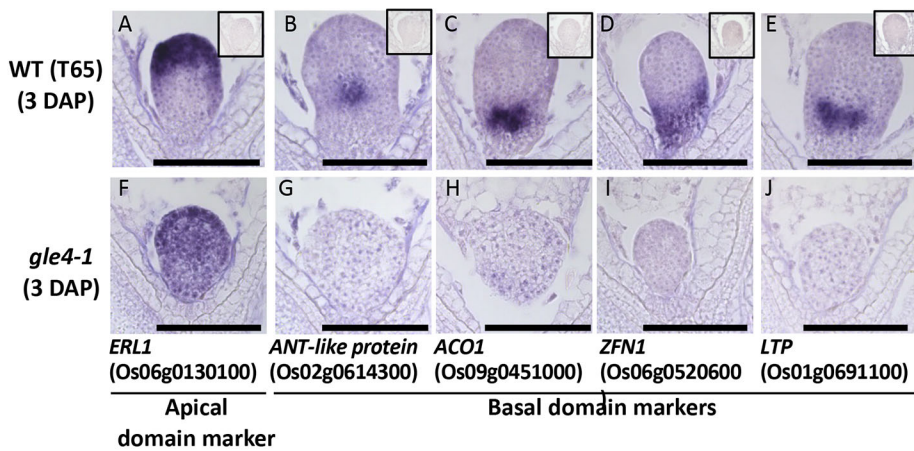 A B C D E
WT (T65)
(3 DAP)
F G H I J
gle4-1
(3 DAP)
ERL1 ANT-like protein ACO1 ZFN1 LTP
(Os06g0130100) (Os02g0614300) (Os09g0451000) (Os06g0520600 (Os01g0691100)
)
Apical Basal domain markers
domain marker